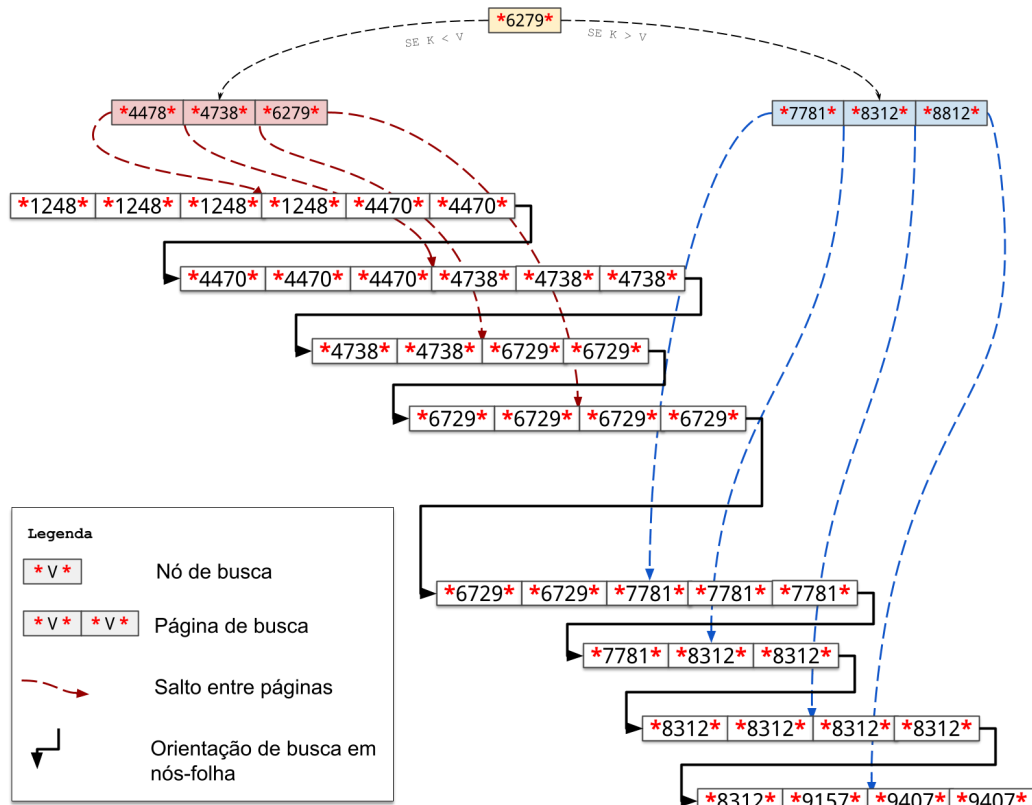 *6279*
SE K < V SE K > V
*4478* *4738* *6279*
*7781* *8312* *8812*
*1248* *1248* *1248* *1248* *4470* *4470*
*4470* *4470* *4470* *4738* *4738* *4738*
*4738* *4738* *6729* *6729*
*6729* *6729* *6729* *6729*
*6729* *6729* *7781* *7781* *7781*
*7781* *8312* *8312*
*8312* *8312* *8312* *8312*
*8312* *9157* *9407* *9407*
Legenda
*V* Nó de busca
*V* *V* Página de busca
Salto entre páginas
Orientação de busca em
nós-folha